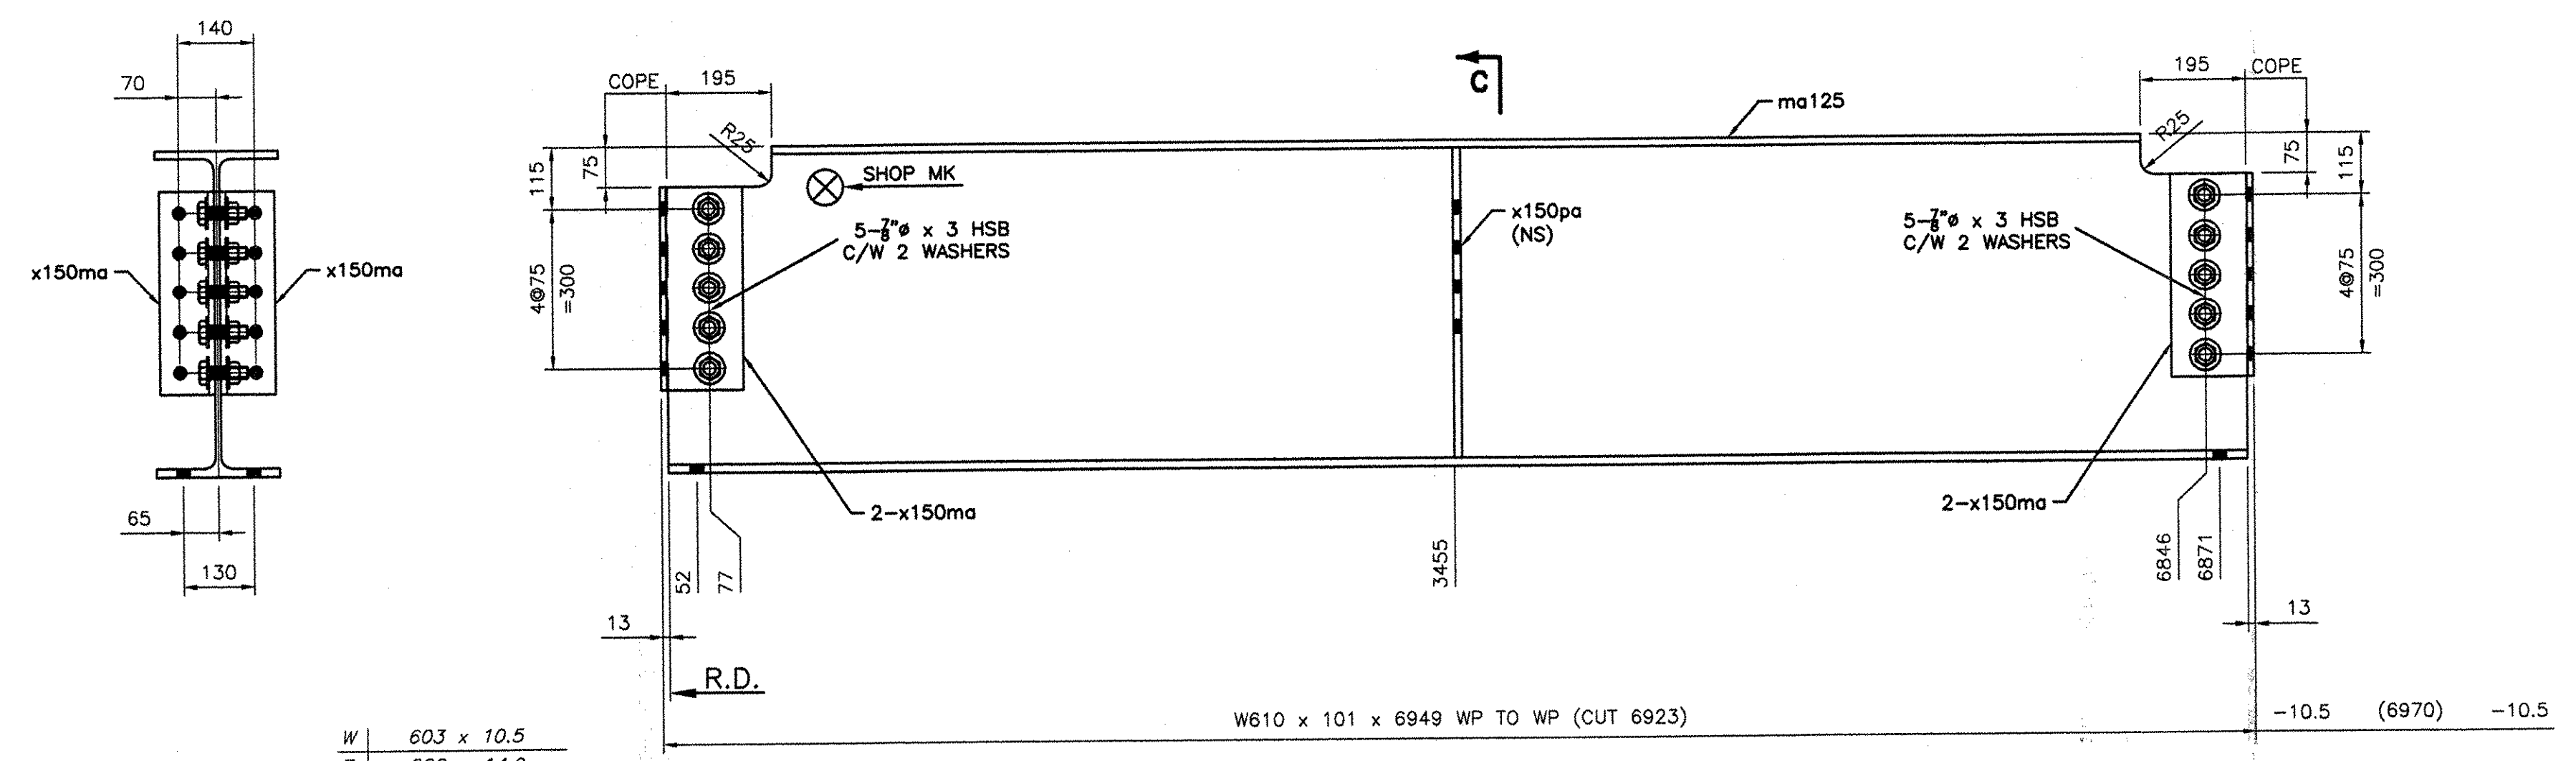 140
70
x150ma
x150ma
65
130
COPE
195
R25
115
75
4@75
=300
SHOP MK
5-7/8"ø x 3 HSB
C/W 2 WASHERS
C
ma125
x150pa
(NS)
195
COPE
R25
75
115
5-7/8"ø x 3 HSB
C/W 2 WASHERS
4@75
=300
2-x150ma
2-x150ma
52
77
3455
6846
6871
13
13
R.D.
W610 x 101 x 6949 WP TO WP (CUT 6923)
-10.5 (6970) -10.5
W 603 x 10.5